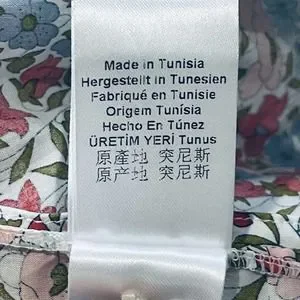 Made in Tunisia
Hergestellt in Tunesien
Fabriqué en Tunisie
Origem Tunísia
Hecho En Túnez
ÜRETİM YERİ Tunus
原產地 突尼斯
原产地 突尼斯